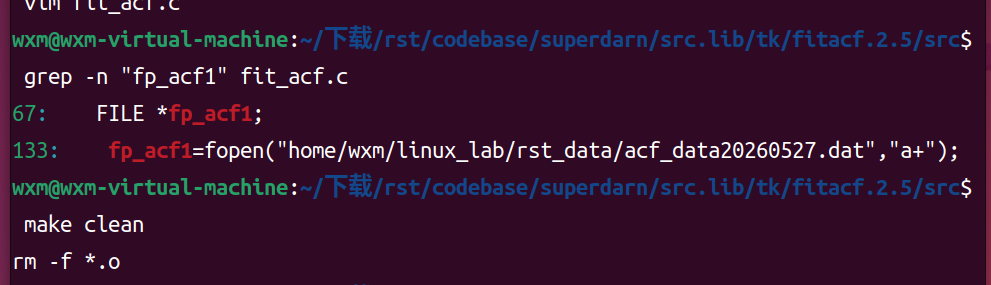 vim fit_acf.c
wxm@wxm-virtual-machine:~/下载/rst/codebase/superdarn/src.lib/tk/fitacf.2.5/src$
grep -n "fp_acf1" fit_acf.c
67:    FILE *fp_acf1;
133:    fp_acf1=fopen("home/wxm/linux_lab/rst_data/acf_data20260527.dat","a+");
wxm@wxm-virtual-machine:~/下载/rst/codebase/superdarn/src.lib/tk/fitacf.2.5/src$
make clean
rm -f *.o